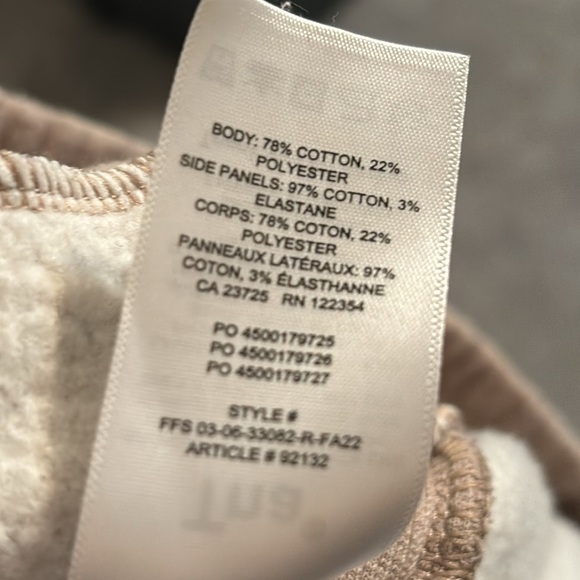 BODY: 78% COTTON, 22%
POLYESTER
SIDE PANELS: 97% COTTON, 3%
ELASTANE
CORPS: 78% COTON, 22%
POLYESTER
PANNEAUX LATÉRAUX: 97%
COTON, 3% ÉLASTHANNE
CA 23725 RN 122354
PO 4500179725
PO 4500179726
PO 4500179727
STYLE #
FFS 03-06-33082-R-FA22
ARTICLE # 92132
Tna